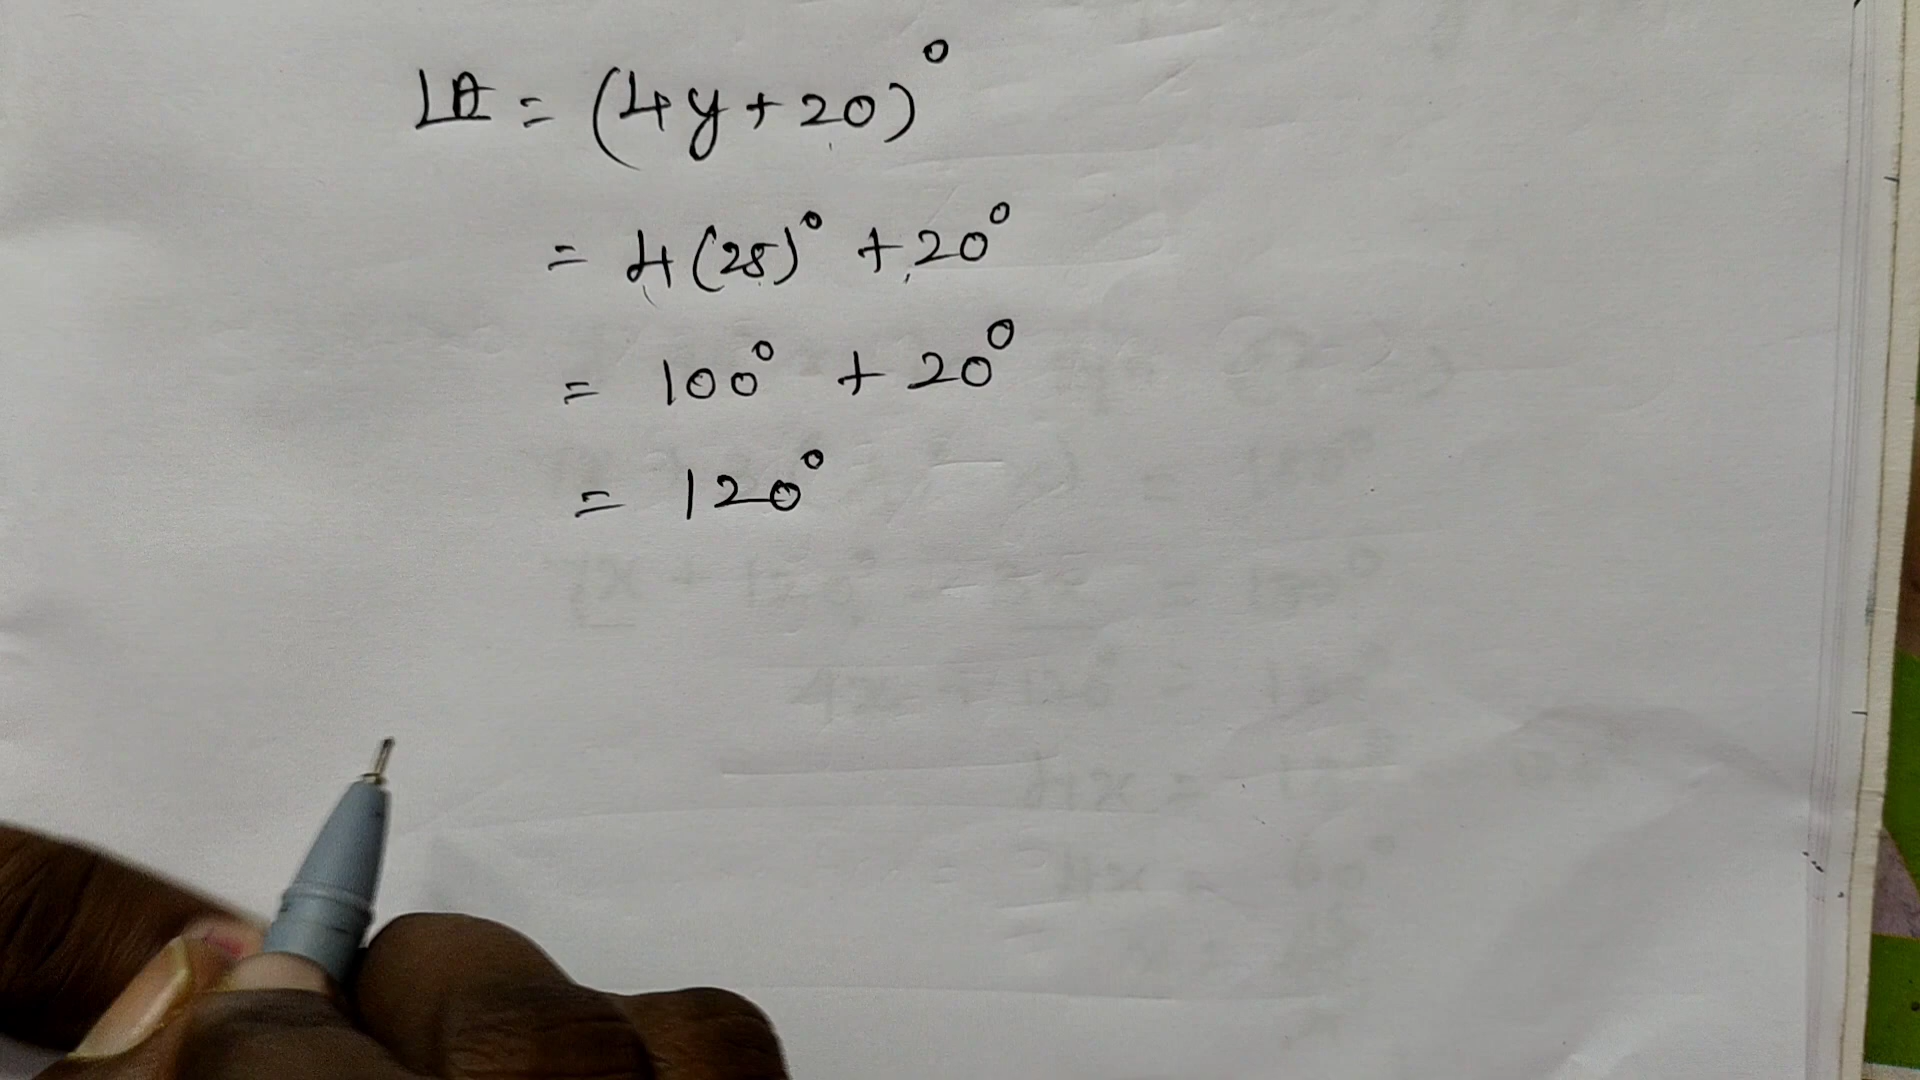 ∠A = (4y+20)°
= 4(25)° + 20°
= 100° + 20°
= 120°